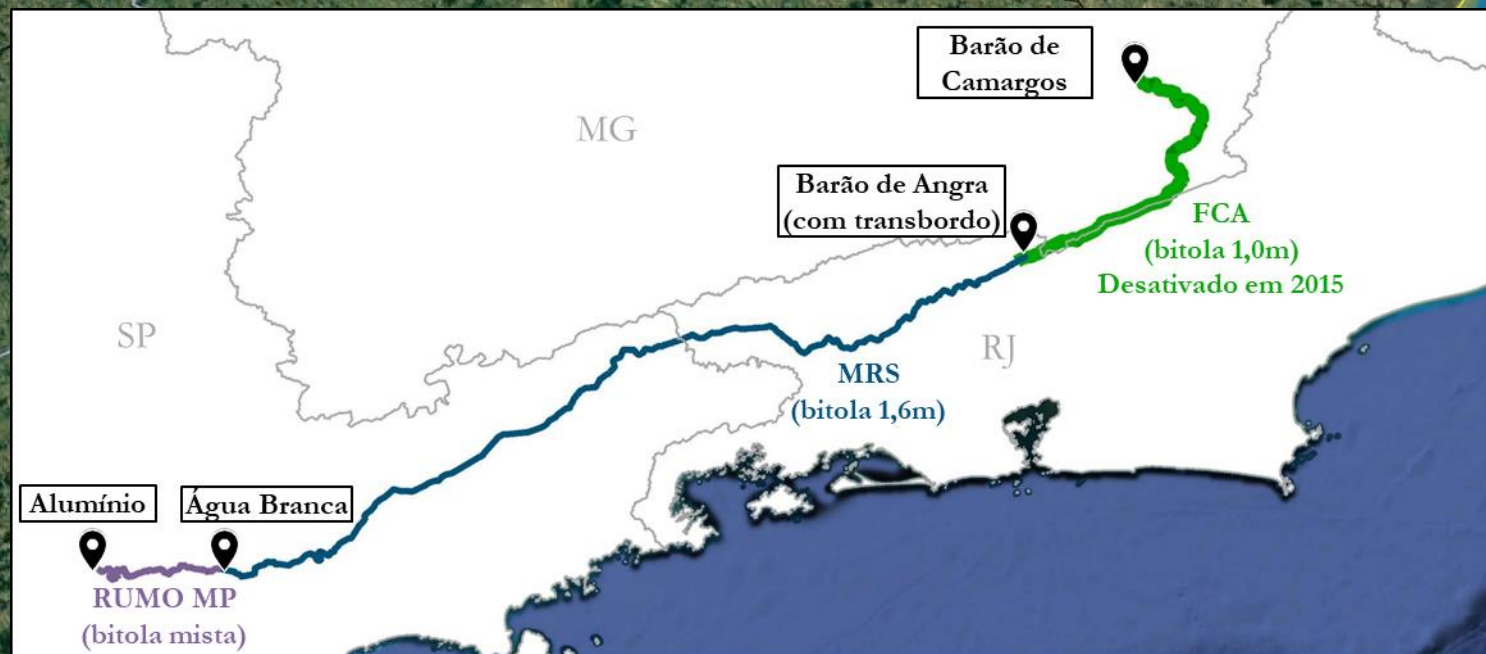 Barão de
Camargos
MG
Barão de Angra
(com transbordo)
FCA
(bitola 1,0m)
Desativado em 2015
SP
RJ
MRS
(bitola 1,6m)
Alumínio
Água Branca
RUMO MP
(bitola mista)